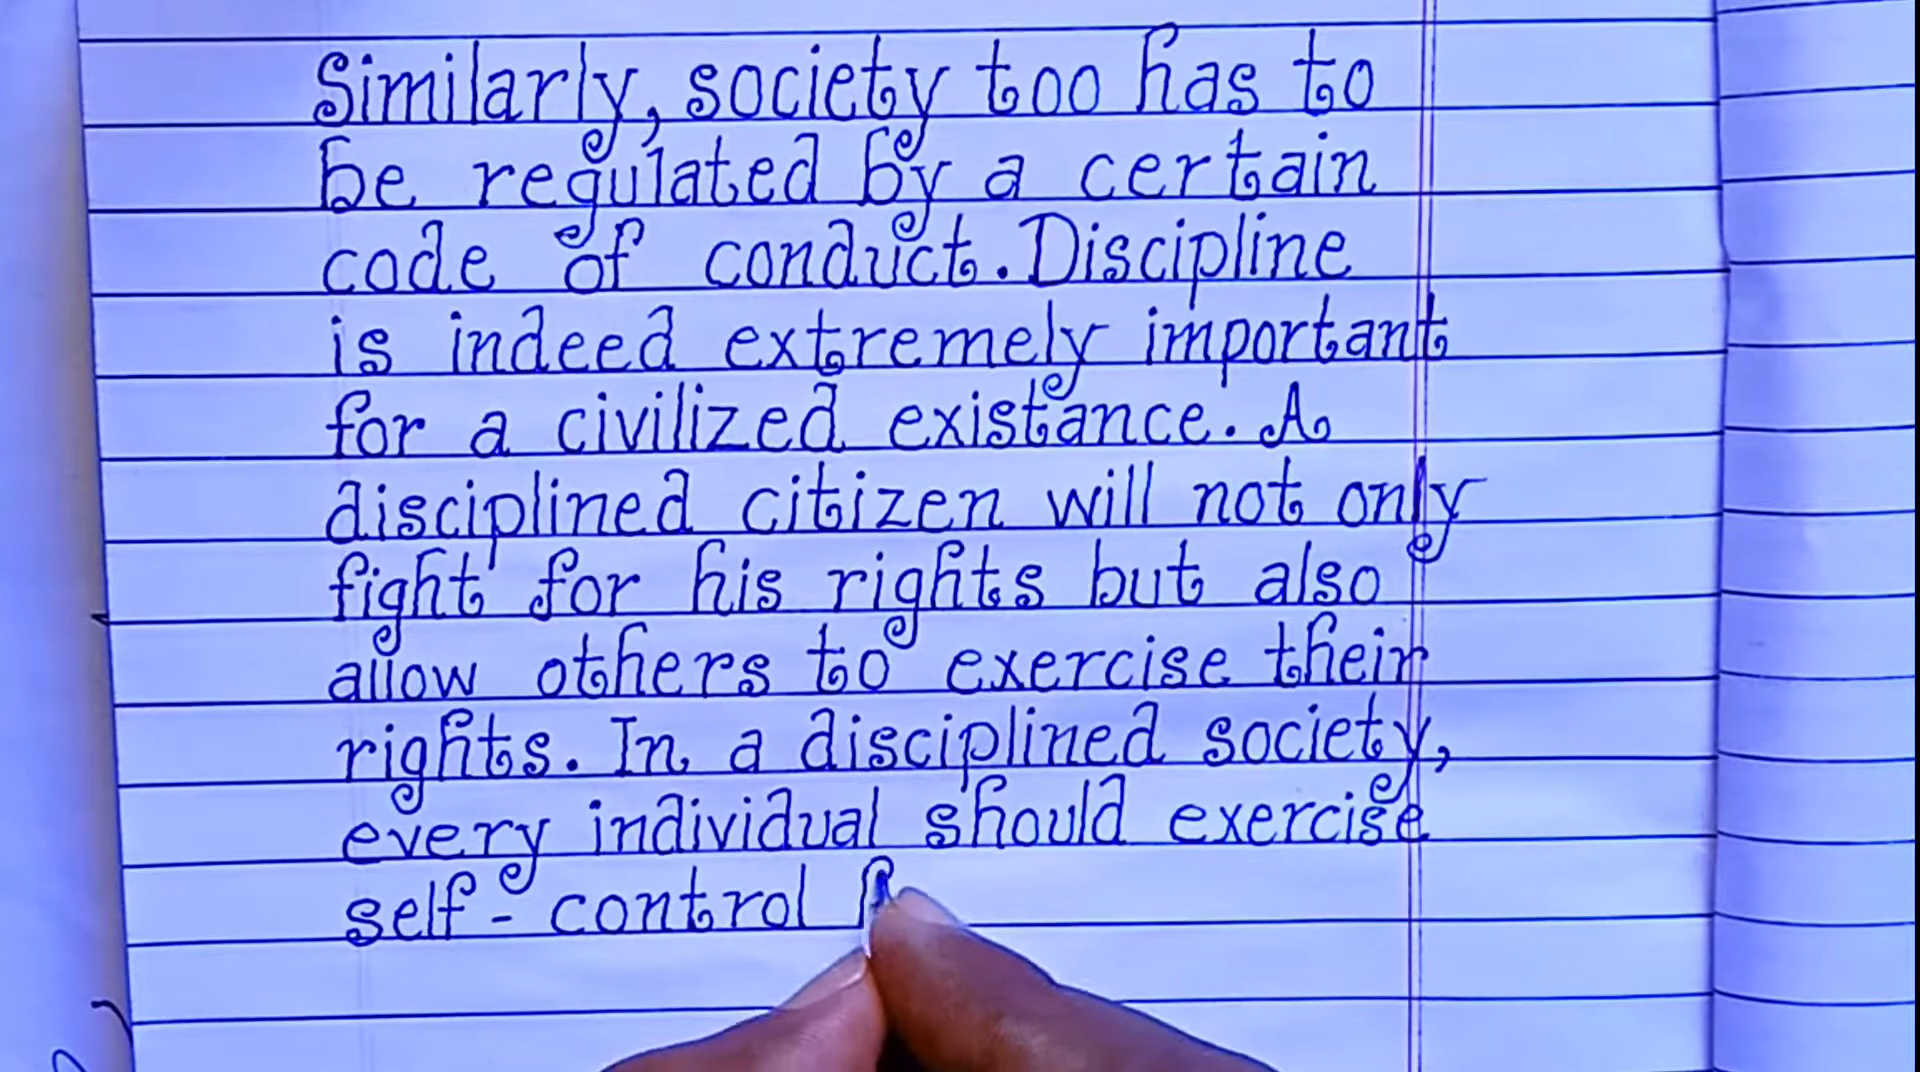 Similarly, society too has to
be regulated by a certain
code of conduct. Discipline
is indeed extremely important
for a civilized existance. A
disciplined citizen will not only
fight for his rights but also
allow others to exercise their
rights. In a disciplined society,
every individual should exercise
self-control